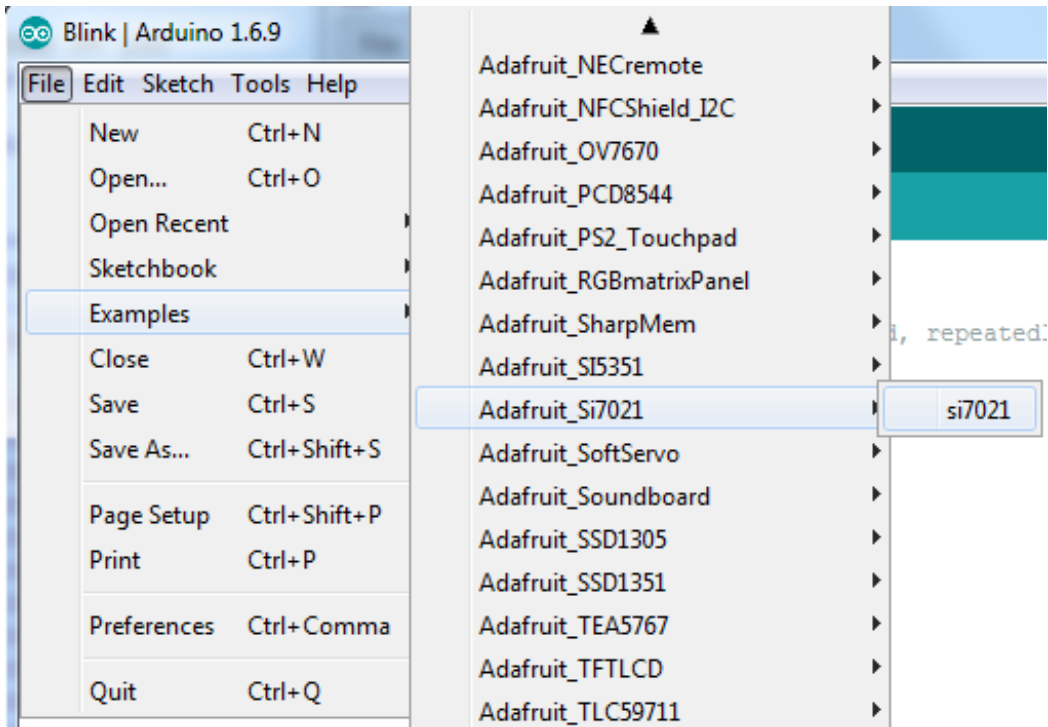 Blink | Arduino 1.6.9
File Edit Sketch Tools Help
New Ctrl+N
Open... Ctrl+O
Open Recent
Sketchbook
Examples
Close Ctrl+W
Save Ctrl+S
Save As... Ctrl+Shift+S
Page Setup Ctrl+Shift+P
Print Ctrl+P
Preferences Ctrl+Comma
Quit Ctrl+Q
Adafruit_NECremote
Adafruit_NFCShield_I2C
Adafruit_OV7670
Adafruit_PCD8544
Adafruit_PS2_Touchpad
Adafruit_RGBmatrixPanel
Adafruit_SharpMem
Adafruit_SI5351
Adafruit_Si7021
Adafruit_SoftServo
Adafruit_Soundboard
Adafruit_SSD1305
Adafruit_SSD1351
Adafruit_TEA5767
Adafruit_TFTLCD
Adafruit_TLC59711
si7021
, repeatedl